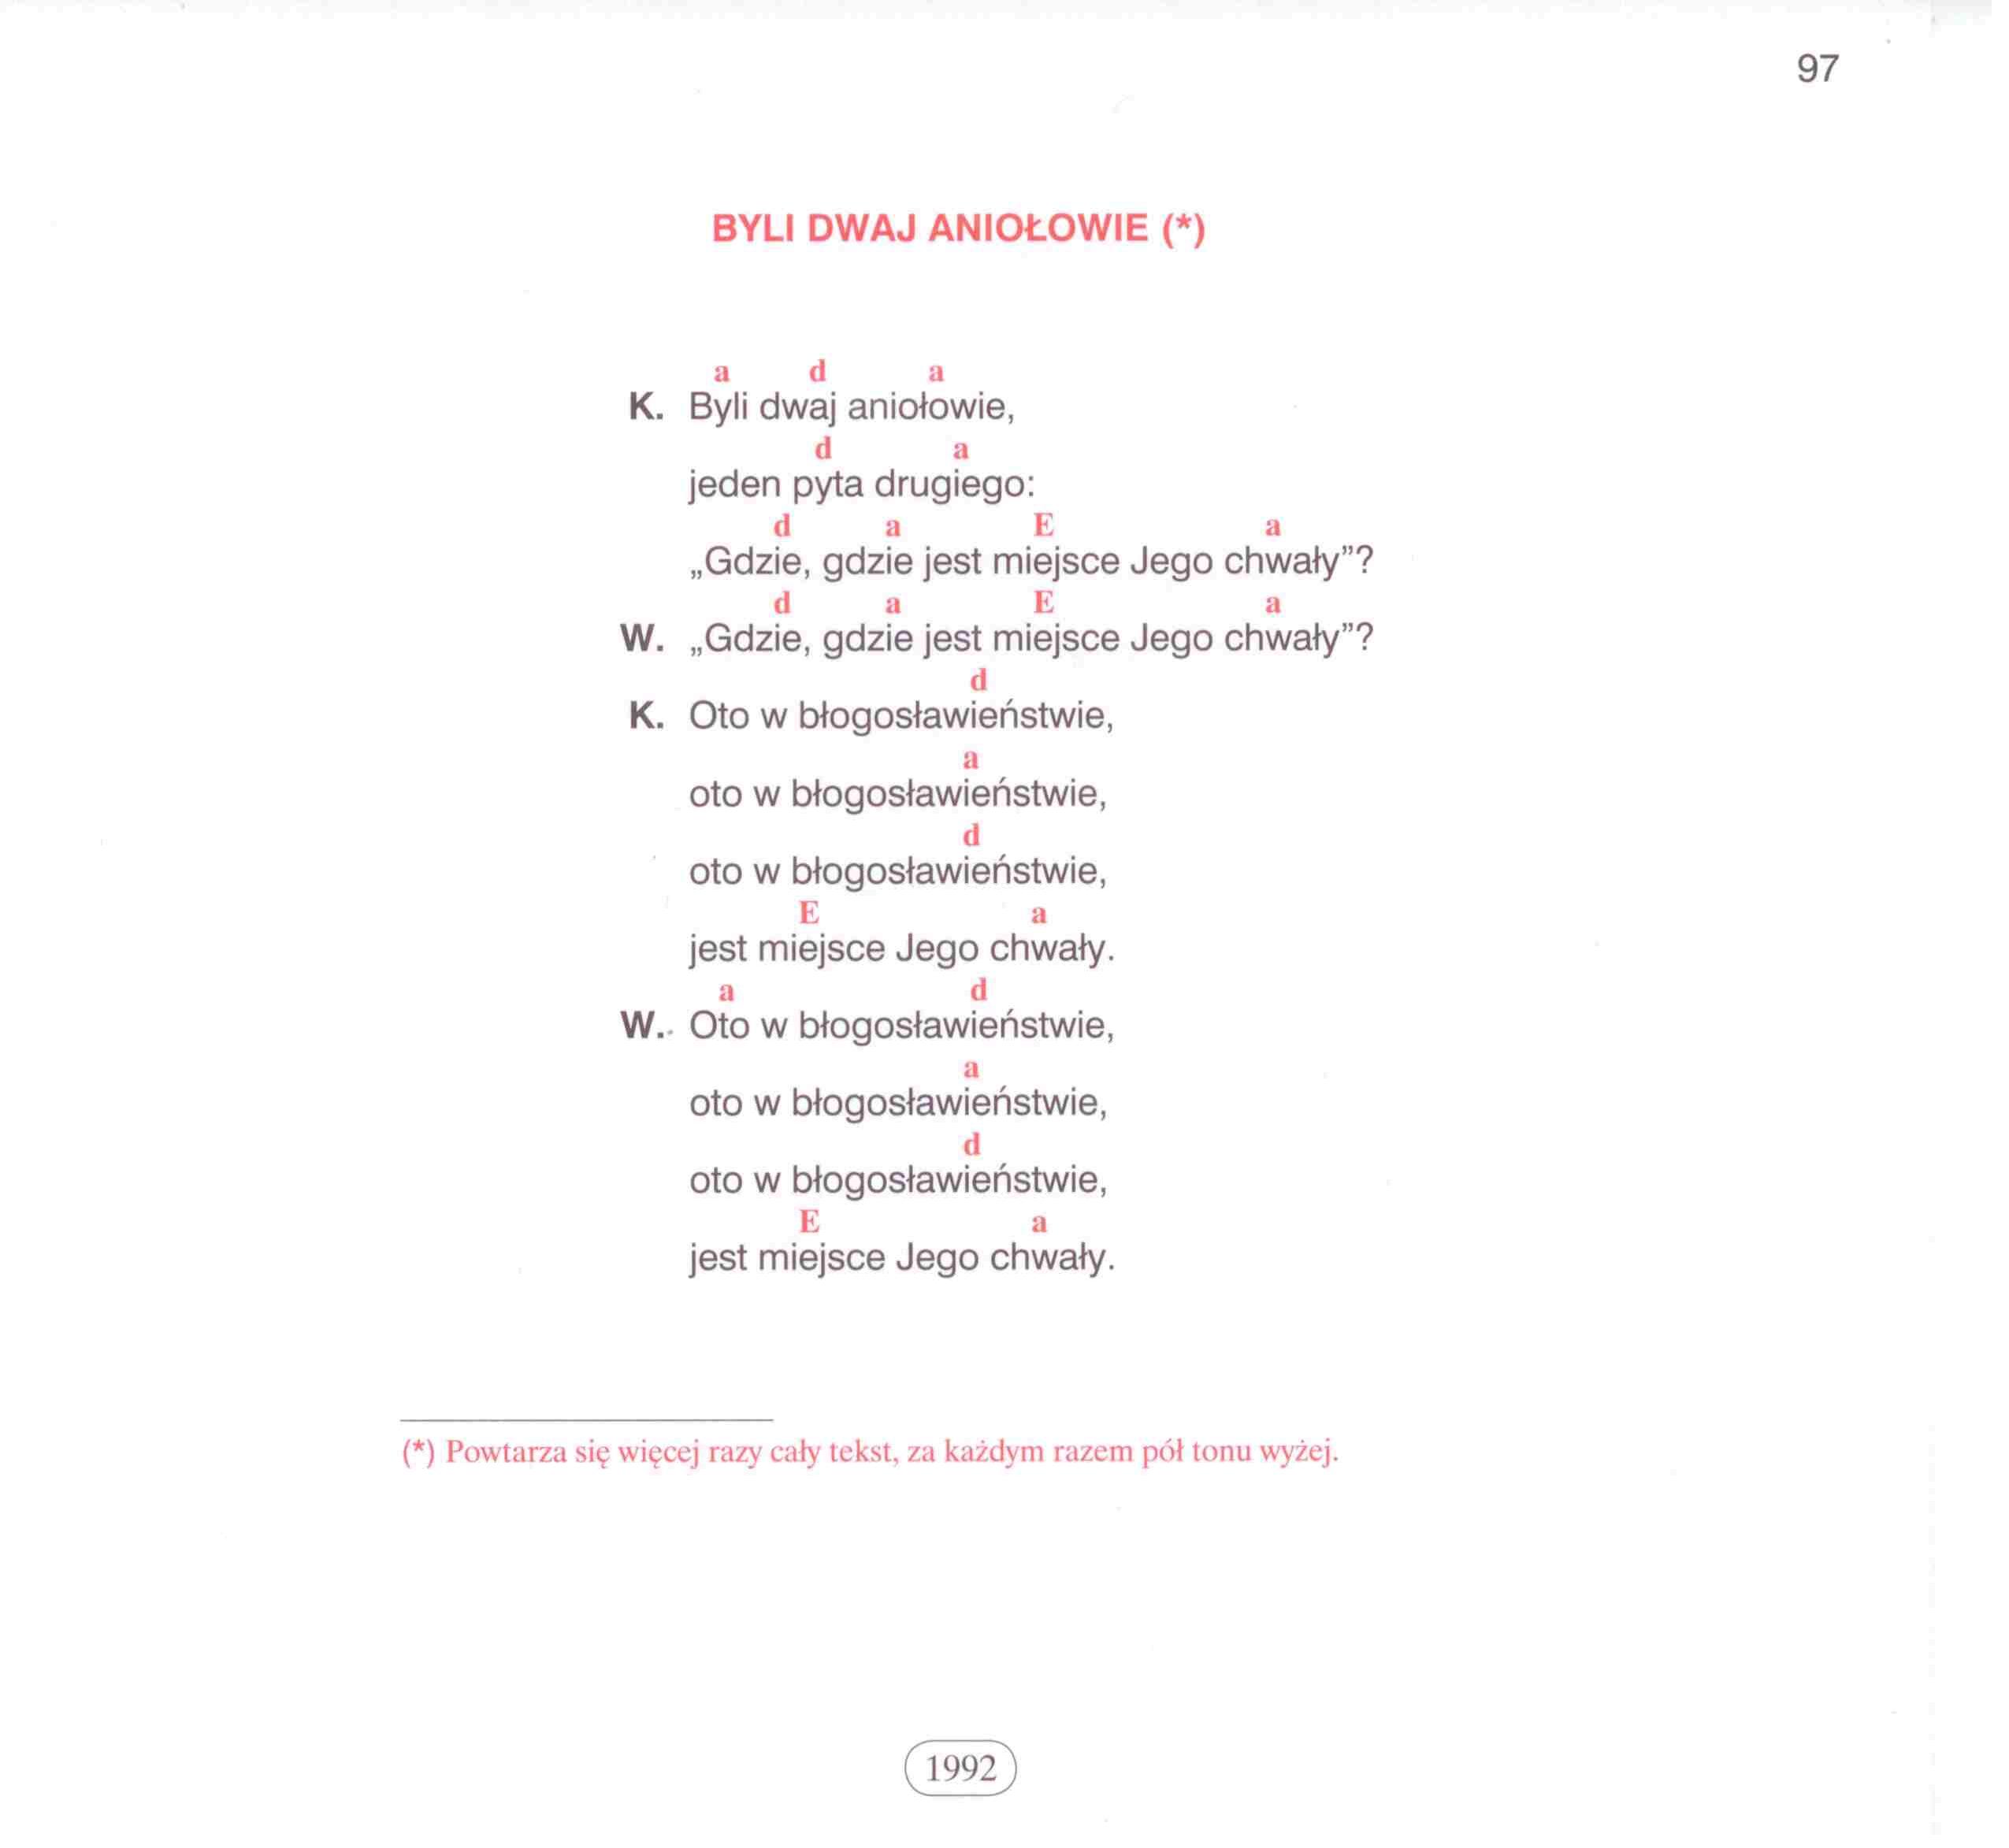 97
BYLI DWAJ ANIOŁOWIE (*)
a d a
K. Byli dwaj aniołowie,
d a
jeden pyta drugiego:
d a E a
„Gdzie, gdzie jest miejsce Jego chwały”?
d a E a
W. „Gdzie, gdzie jest miejsce Jego chwały”?
d
K. Oto w błogosławieństwie,
a
oto w błogosławieństwie,
d
oto w błogosławieństwie,
E a
jest miejsce Jego chwały.
a d
W. Oto w błogosławieństwie,
a
oto w błogosławieństwie,
d
oto w błogosławieństwie,
E a
jest miejsce Jego chwały.
(*) Powtarza się więcej razy cały tekst, za każdym razem pół tonu wyżej.
1992